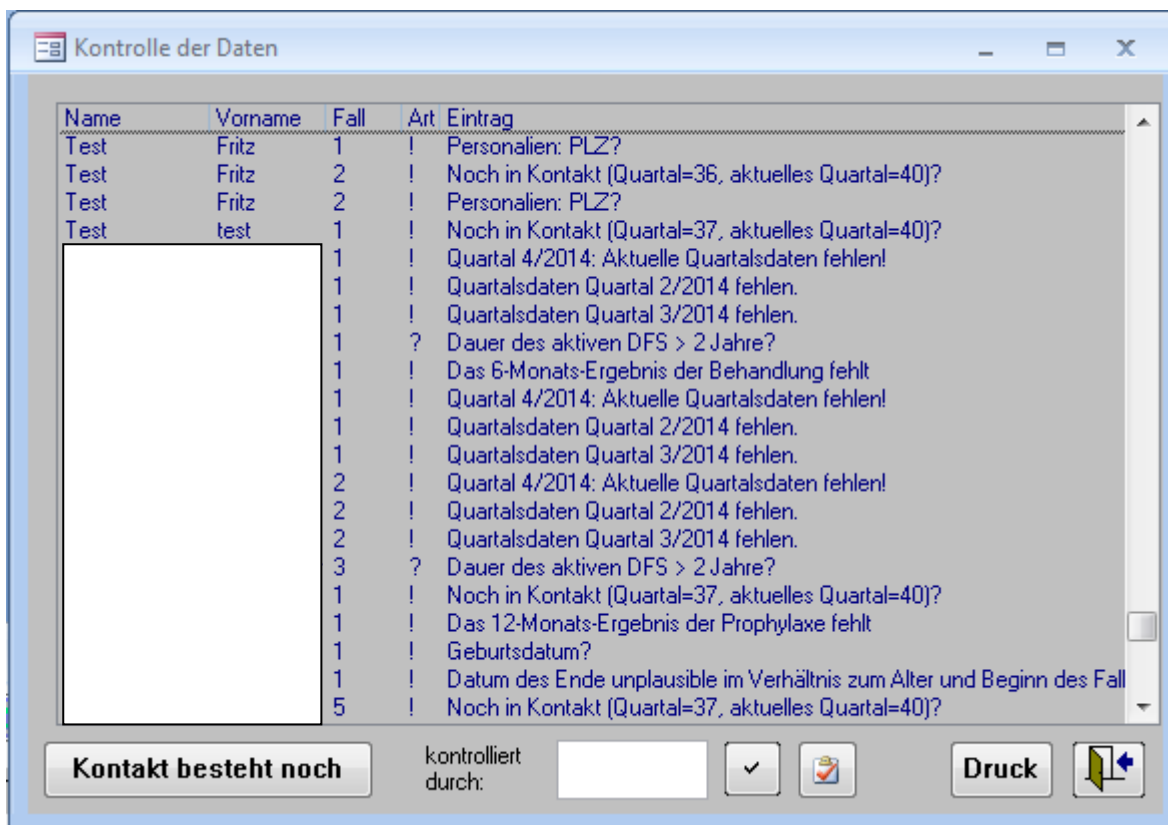 Kontrolle der Daten
Name Vorname Fall Art Eintrag
Test Fritz 1 ! Personalien: PLZ?
Test Fritz 2 ! Noch in Kontakt (Quartal=36, aktuelles Quartal=40)?
Test Fritz 2 ! Personalien: PLZ?
Test test 1 ! Noch in Kontakt (Quartal=37, aktuelles Quartal=40)?
1 ! Quartal 4/2014: Aktuelle Quartalsdaten fehlen!
1 ! Quartalsdaten Quartal 2/2014 fehlen.
1 ! Quartalsdaten Quartal 3/2014 fehlen.
1 ? Dauer des aktiven DFS > 2 Jahre?
1 ! Das 6-Monats-Ergebnis der Behandlung fehlt
1 ! Quartal 4/2014: Aktuelle Quartalsdaten fehlen!
1 ! Quartalsdaten Quartal 2/2014 fehlen.
1 ! Quartalsdaten Quartal 3/2014 fehlen.
2 ! Quartal 4/2014: Aktuelle Quartalsdaten fehlen!
2 ! Quartalsdaten Quartal 2/2014 fehlen.
2 ! Quartalsdaten Quartal 3/2014 fehlen.
3 ? Dauer des aktiven DFS > 2 Jahre?
1 ! Noch in Kontakt (Quartal=37, aktuelles Quartal=40)?
1 ! Das 12-Monats-Ergebnis der Prophylaxe fehlt
1 ! Geburtsdatum?
1 ! Datum des Ende unplausible im Verhältnis zum Alter und Beginn des Fall
5 ! Noch in Kontakt (Quartal=37, aktuelles Quartal=40)?
Kontakt besteht noch
kontrolliert
durch:
Druck